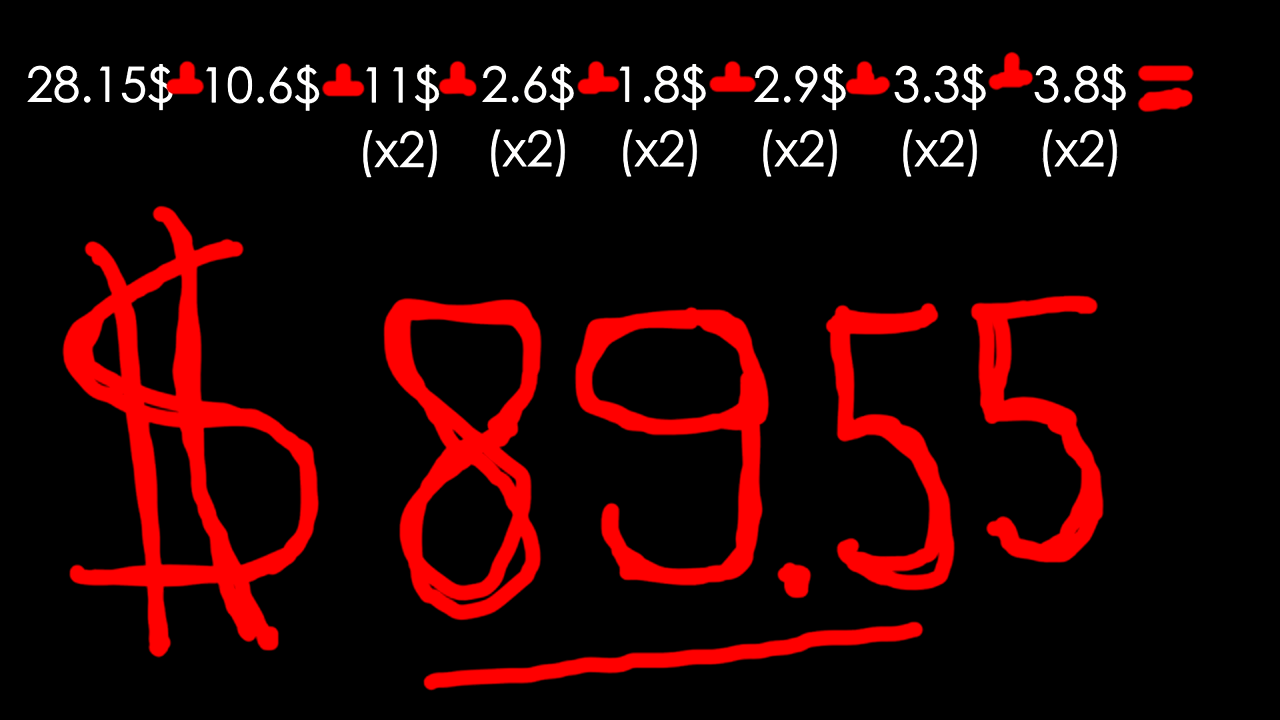 28.15$+10.6$+11$+2.6$+1.8$+2.9$+3.3$+3.8$=
(x2) (x2) (x2) (x2) (x2) (x2)
$89.55